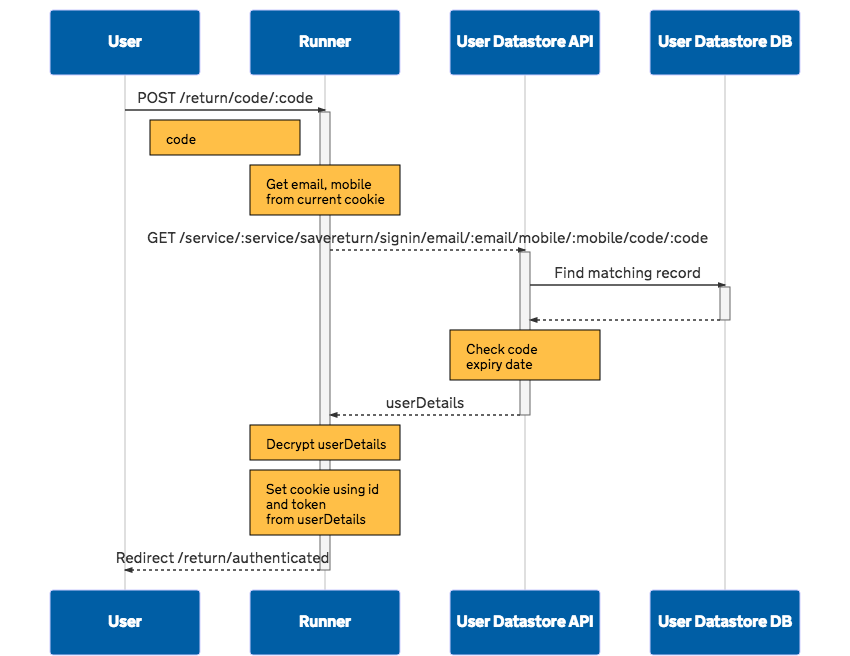 User
Runner
User Datastore API
User Datastore DB
POST /return/code/:code
code
Get email, mobile
from current cookie
GET /service/:service/savereturn/signin/email/:email/mobile/:mobile/code/:code
Find matching record
Check code
expiry date
userDetails
Decrypt userDetails
Set cookie using id
and token
from userDetails
Redirect /return/authenticated
User
Runner
User Datastore API
User Datastore DB